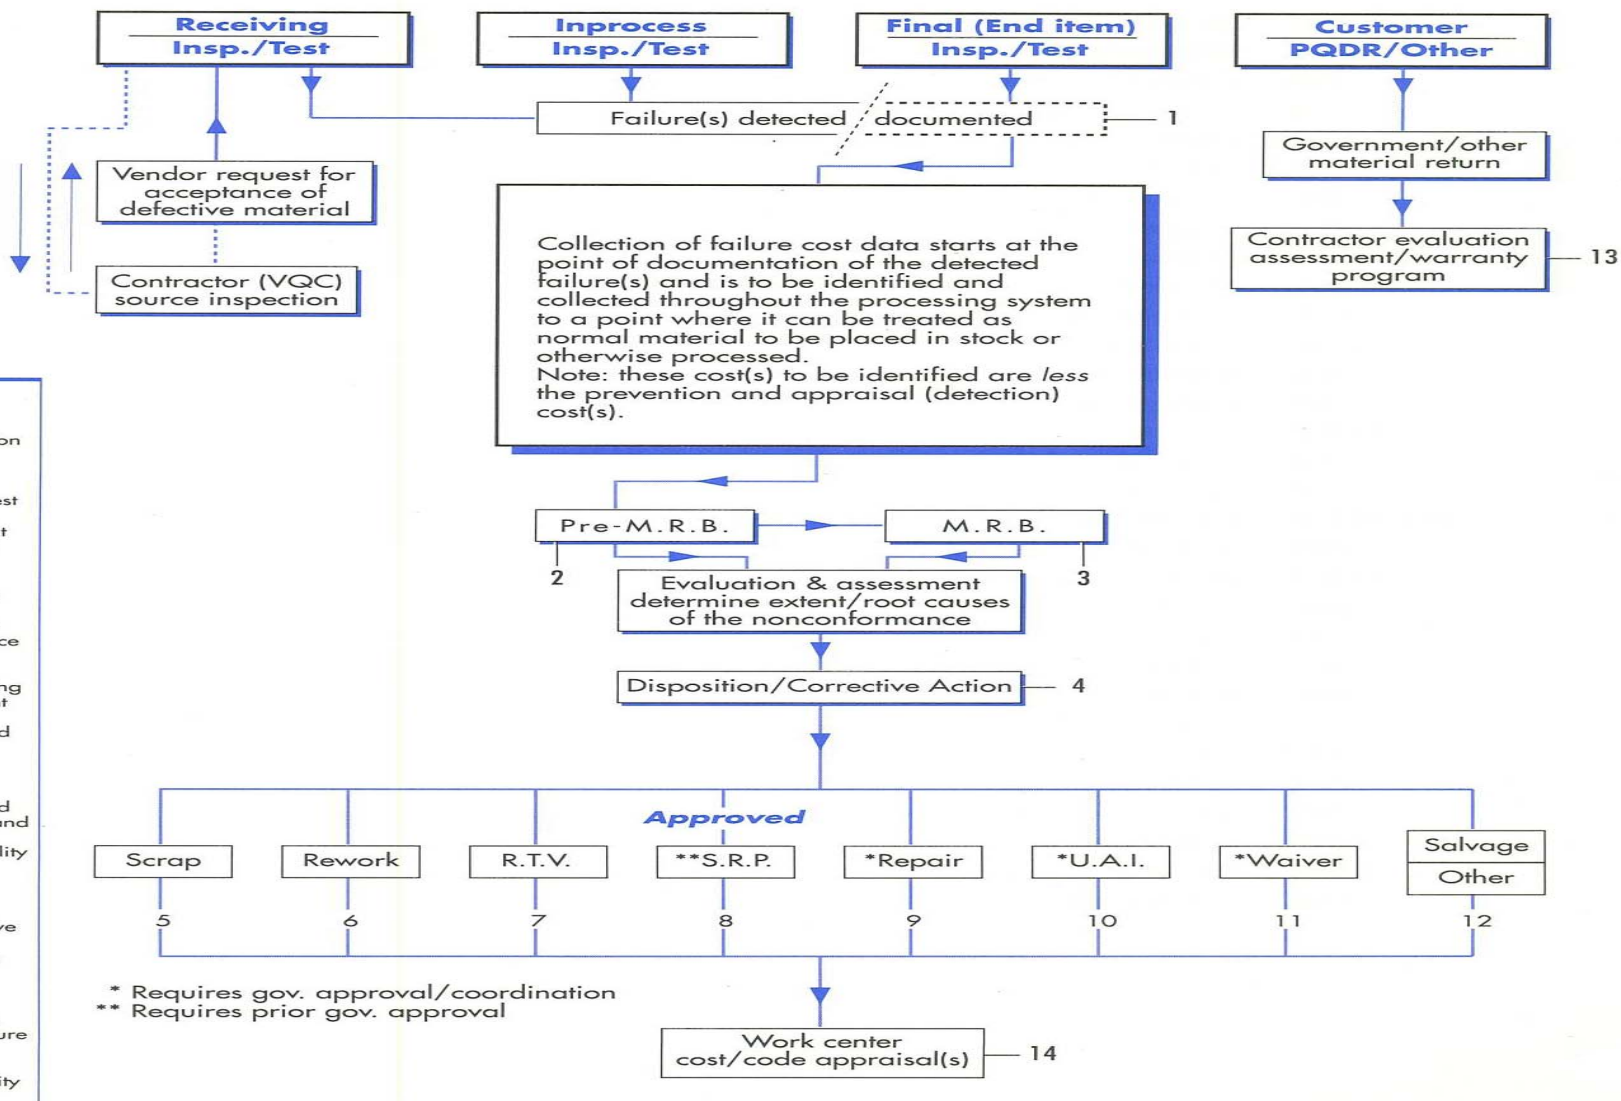 Receiving
Insp./Test
Inprocess
Insp./Test
Final (End item)
Insp./Test
Customer
PQDR/Other
Failure(s) detected
documented
1
Government/other
material return
Vendor request for
acceptance of
defective material
Contractor (VQC)
source inspection
Contractor evaluation
assessment/warranty
program
13
Collection of failure cost data starts at the
point of documentation of the detected
failure(s) and is to be identified and
collected throughout the processing system
to a point where it can be treated as
normal material to be placed in stock or
otherwise processed.
Note: these cost(s) to be identified are less
the prevention and appraisal (detection)
cost(s).
Pre-M.R.B.
M.R.B.
2
3
Evaluation & assessment
determine extent/root causes
of the nonconformance
Disposition/Corrective Action
4
Approved
Scrap
Rework
R.T.V.
**S.R.P.
*Repair
*U.A.I.
*Waiver
Salvage
Other
5
6
7
8
9
10
11
12
* Requires gov. approval/coordination
** Requires prior gov. approval
Work center
cost/code appraisal(s)
14